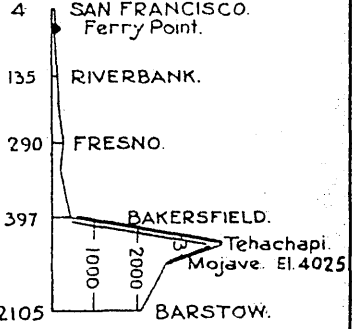 4 SAN FRANCISCO.
Ferry Point.
135 RIVERBANK.
290 FRESNO.
397 BAKERSFIELD.
1000 2000 3 Tehachapi.
Mojave. El. 4025
2105 BARSTOW.